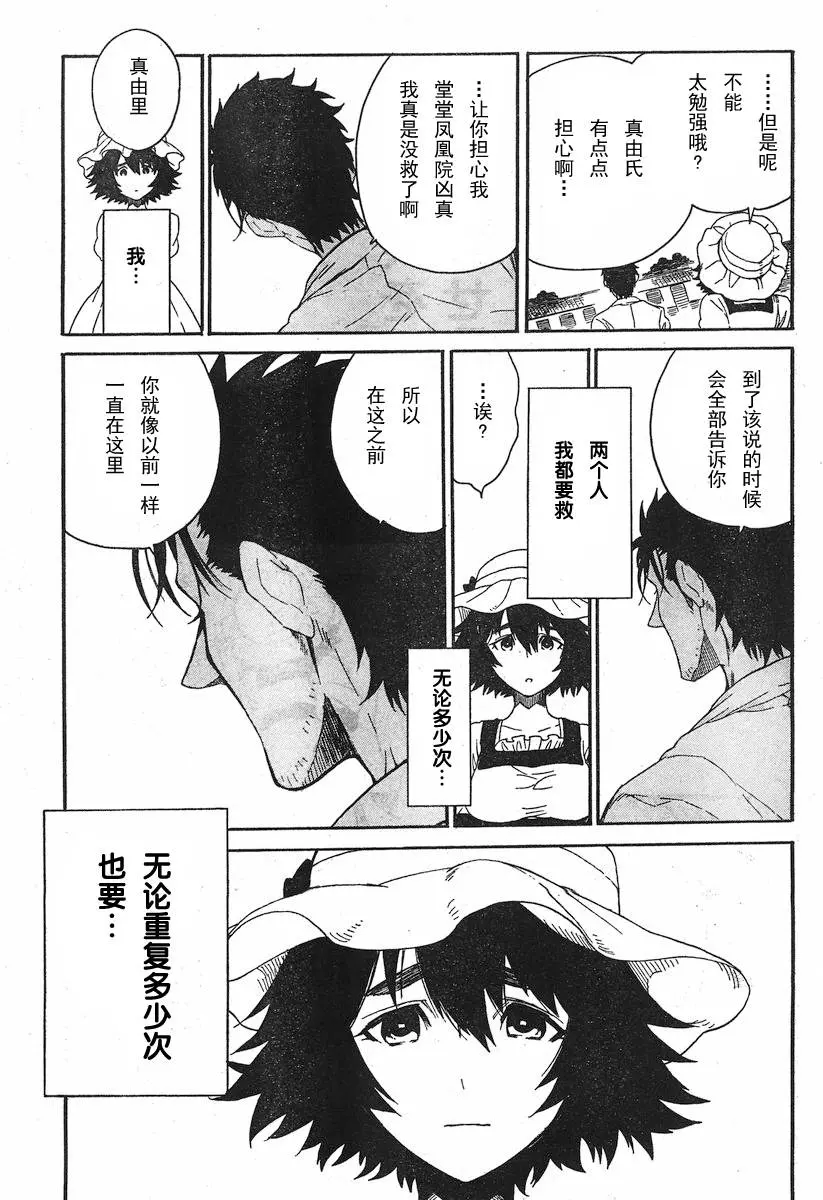 ……但是呢
不能
太勉强哦？
真由氏
有点点
担心啊…
…让你担心我
堂堂凤凰院凶真
我真是没救了啊
真由里
我…
到了该说的时候
会全部告诉你
两个人
我都要救
…诶？
无论多少次…
所以
在这之前
你就像以前一样
一直在这里
无论重复多少次
也要…